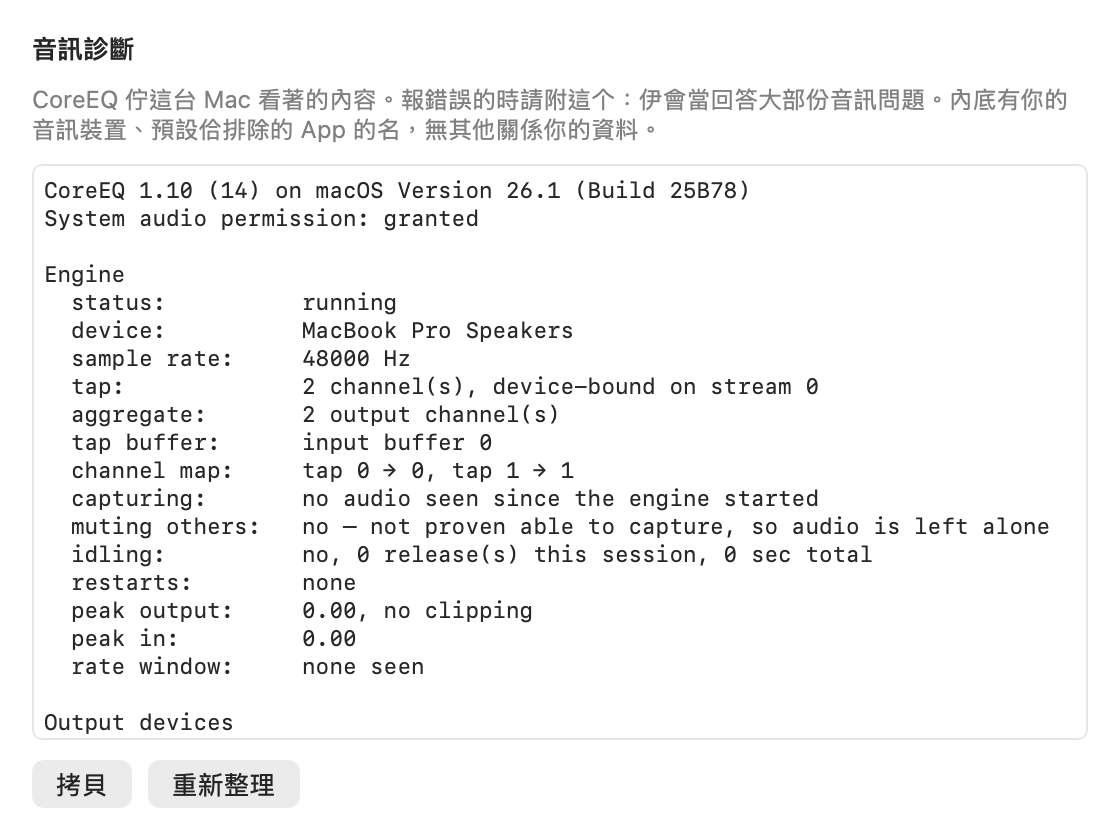 音訊診斷
CoreEQ 佇這台 Mac 看著的內容。報錯誤的時請附這个：伊會當回答大部份音訊問題。內底有你的
音訊裝置、預設佮排除的 App 的名，無其他關係你的資料。
CoreEQ 1.10 (14) on macOS Version 26.1 (Build 25B78)
System audio permission: granted
Engine
status: running
device: MacBook Pro Speakers
sample rate: 48000 Hz
tap: 2 channel(s), device-bound on stream 0
aggregate: 2 output channel(s)
tap buffer: input buffer 0
channel map: tap 0 → 0, tap 1 → 1
capturing: no audio seen since the engine started
muting others: no — not proven able to capture, so audio is left alone
idling: no, 0 release(s) this session, 0 sec total
restarts: none
peak output: 0.00, no clipping
peak in: 0.00
rate window: none seen
Output devices
拷貝 重新整理